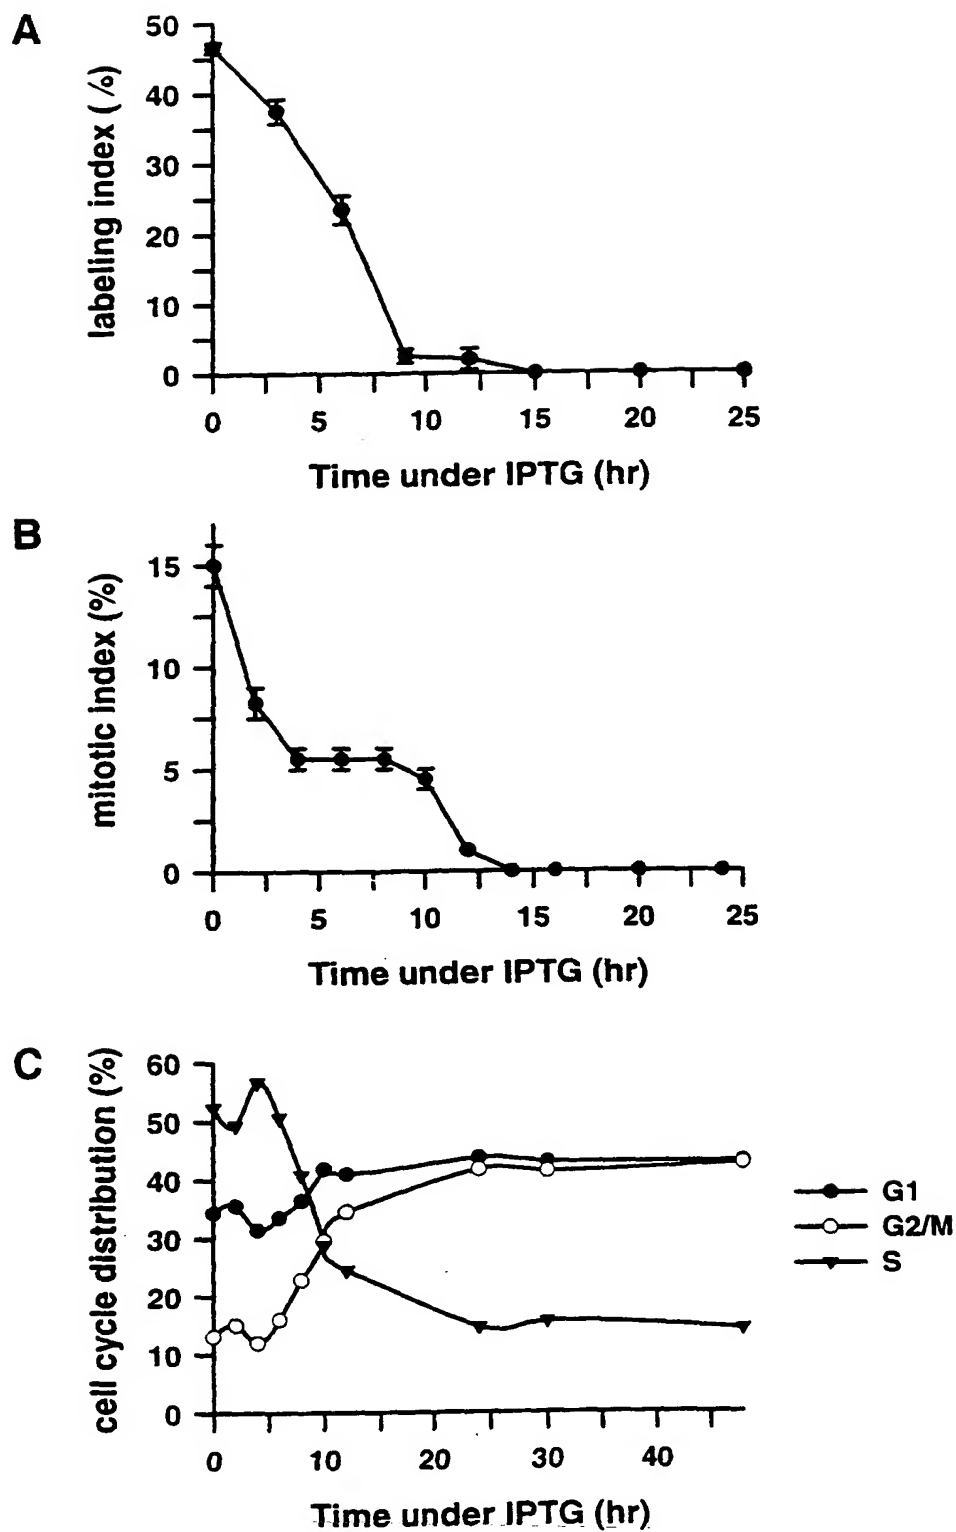 A
labeling index (%)
50
40
30
20
10
0
0 5 10 15 20 25
Time under IPTG (hr)
B
mitotic index (%)
15
10
5
0
0 5 10 15 20 25
Time under IPTG (hr)
C
cell cycle distribution (%)
60
50
40
30
20
10
0
0 10 20 30 40
Time under IPTG (hr)
G1
G2/M
S